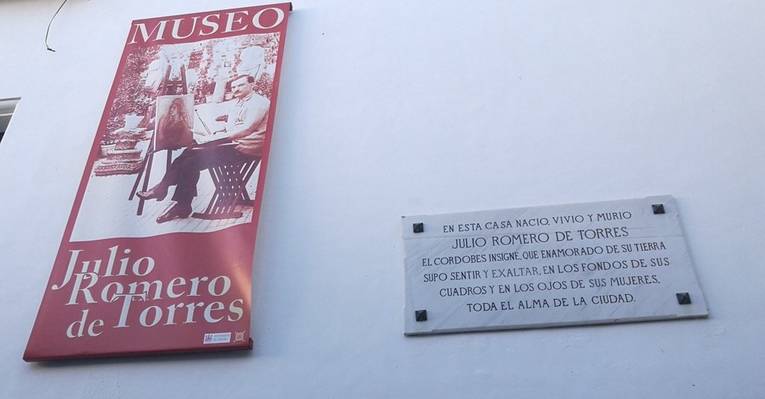 MUSEO
Julio
Romero
de Torres
EN ESTA CASA NACIO, VIVIO Y MURIO
JULIO ROMERO DE TORRES
EL CORDOBES INSIGNE, QUE ENAMORADO DE SU TIERRA
SUPO SENTIR Y EXALTAR, EN LOS FONDOS DE SUS
CUADROS Y EN LOS OJOS DE SUS MUJERES,
TODA EL ALMA DE LA CIUDAD.